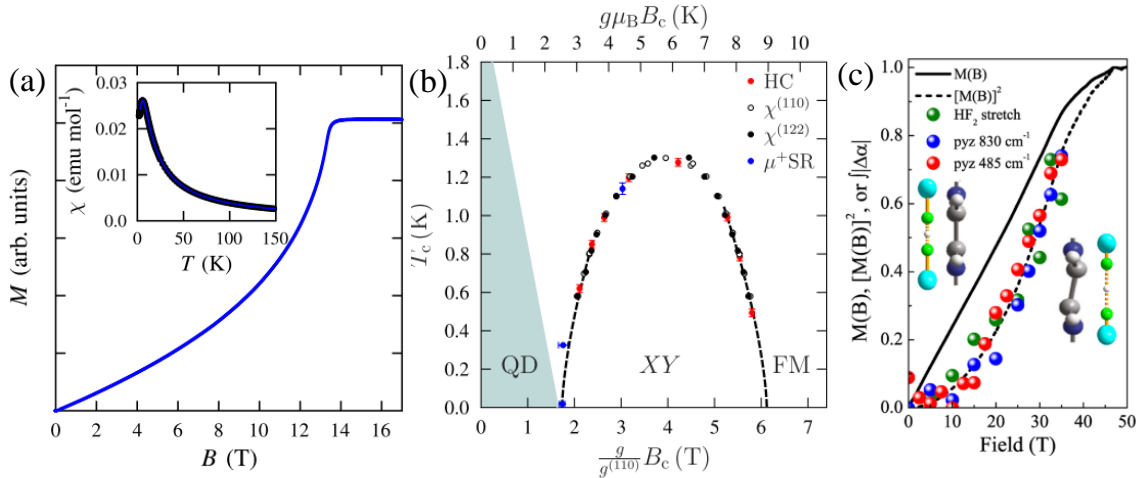 (a)
M (arb. units)
0 2 4 6 8 10 12 14 16
B (T)
χ (emu mol⁻¹)
0.03
0.02
0.01
0.0
0 50 100 150
T (K)
(b)
gμ_B B_c (K)
0 1 2 3 4 5 6 7 8 9 10
T_c (K)
1.8
1.6
1.4
1.2
1.0
0.8
0.6
0.4
0.2
0.0
HC
χ^(110)
χ^(122)
μ⁺SR
QD
XY
FM
0 1 2 3 4 5 6 7
g/g^(110) B_c (T)
(c)
M(B), [M(B)]², or ∫|Δα|
1.0
0.8
0.6
0.4
0.2
0.0
M(B)
[M(B)]²
HF₂ stretch
pyz 830 cm⁻¹
pyz 485 cm⁻¹
0 10 20 30 40 50
Field (T)